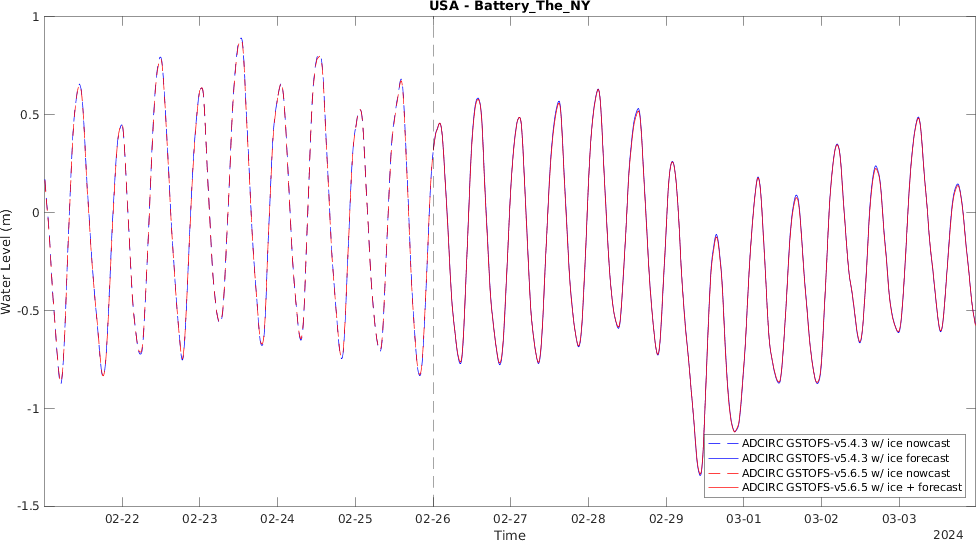 USA - Battery_The_NY
1
0.5
0
-0.5
-1
-1.5
Water Level (m)
ADCIRC GSTOFS-v5.4.3 w/ ice nowcast
ADCIRC GSTOFS-v5.4.3 w/ ice forecast
ADCIRC GSTOFS-v5.6.5 w/ ice nowcast
ADCIRC GSTOFS-v5.6.5 w/ ice + forecast
02-22 02-23 02-24 02-25 02-26 02-27 02-28 02-29 03-01 03-02 03-03
Time 2024